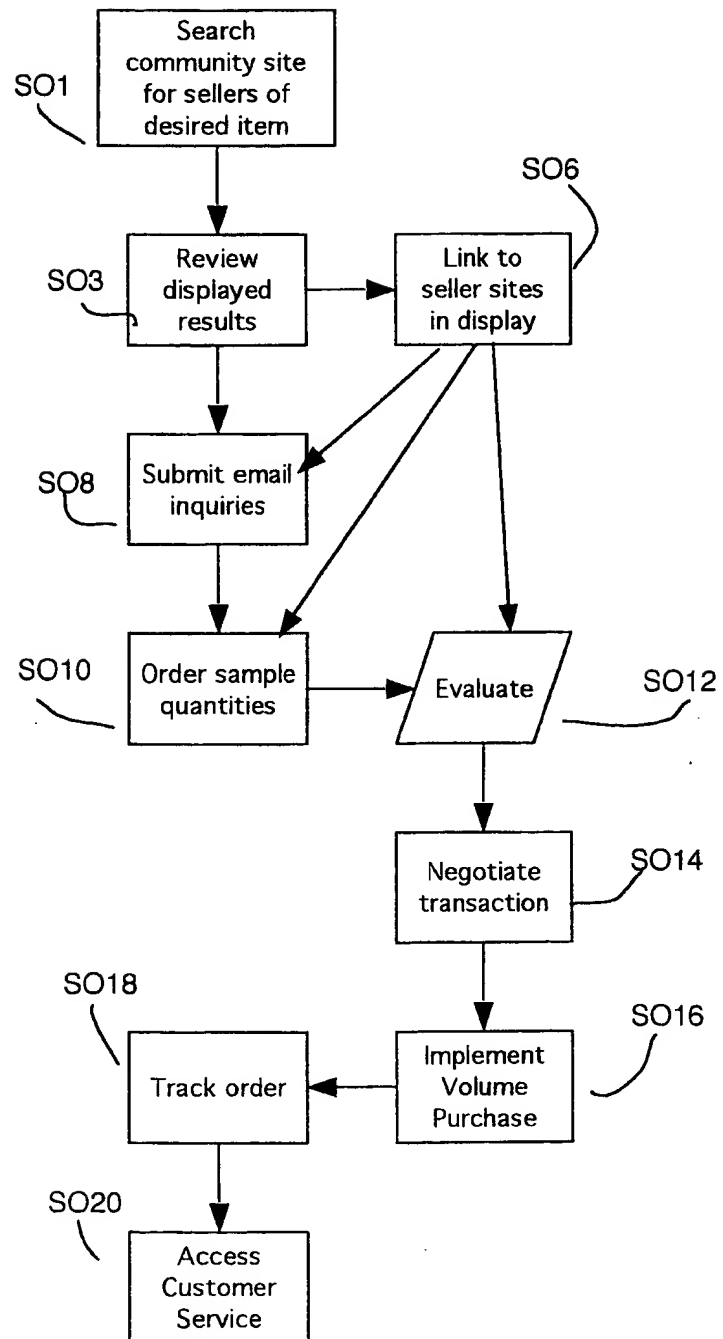 Search
community site
for sellers of
desired item
SO1
SO6
Review
displayed
results
SO3
Link to
seller sites
in display
Submit email
inquiries
SO8
Order sample
quantities
SO10
Evaluate
SO12
Negotiate
transaction
SO14
SO18
Track order
Implement
Volume
Purchase
SO16
SO20
Access
Customer
Service